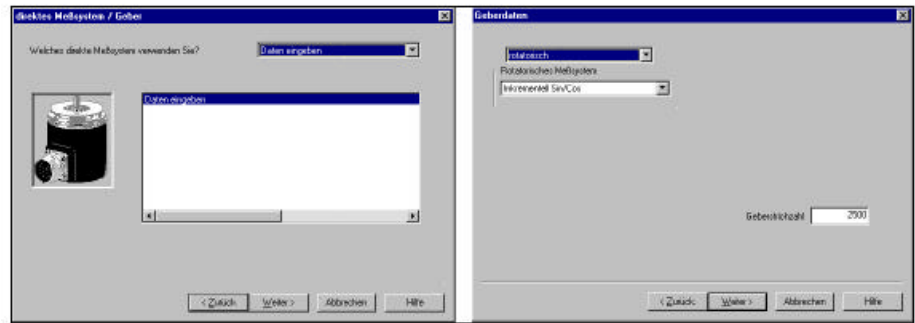 direktes Meßsystem / Geber
Welches direkte Meßsystem verwenden Sie?
Daten eingeben
Daten eingeben
< Zurück
Weiter >
Abbrechen
Hilfe
Geberdaten
rotatorisch
Rotatorisches Meßsystem
Inkrementell Sin/Cos
Geberstrichzahl
2500
< Zurück
Weiter >
Abbrechen
Hilfe